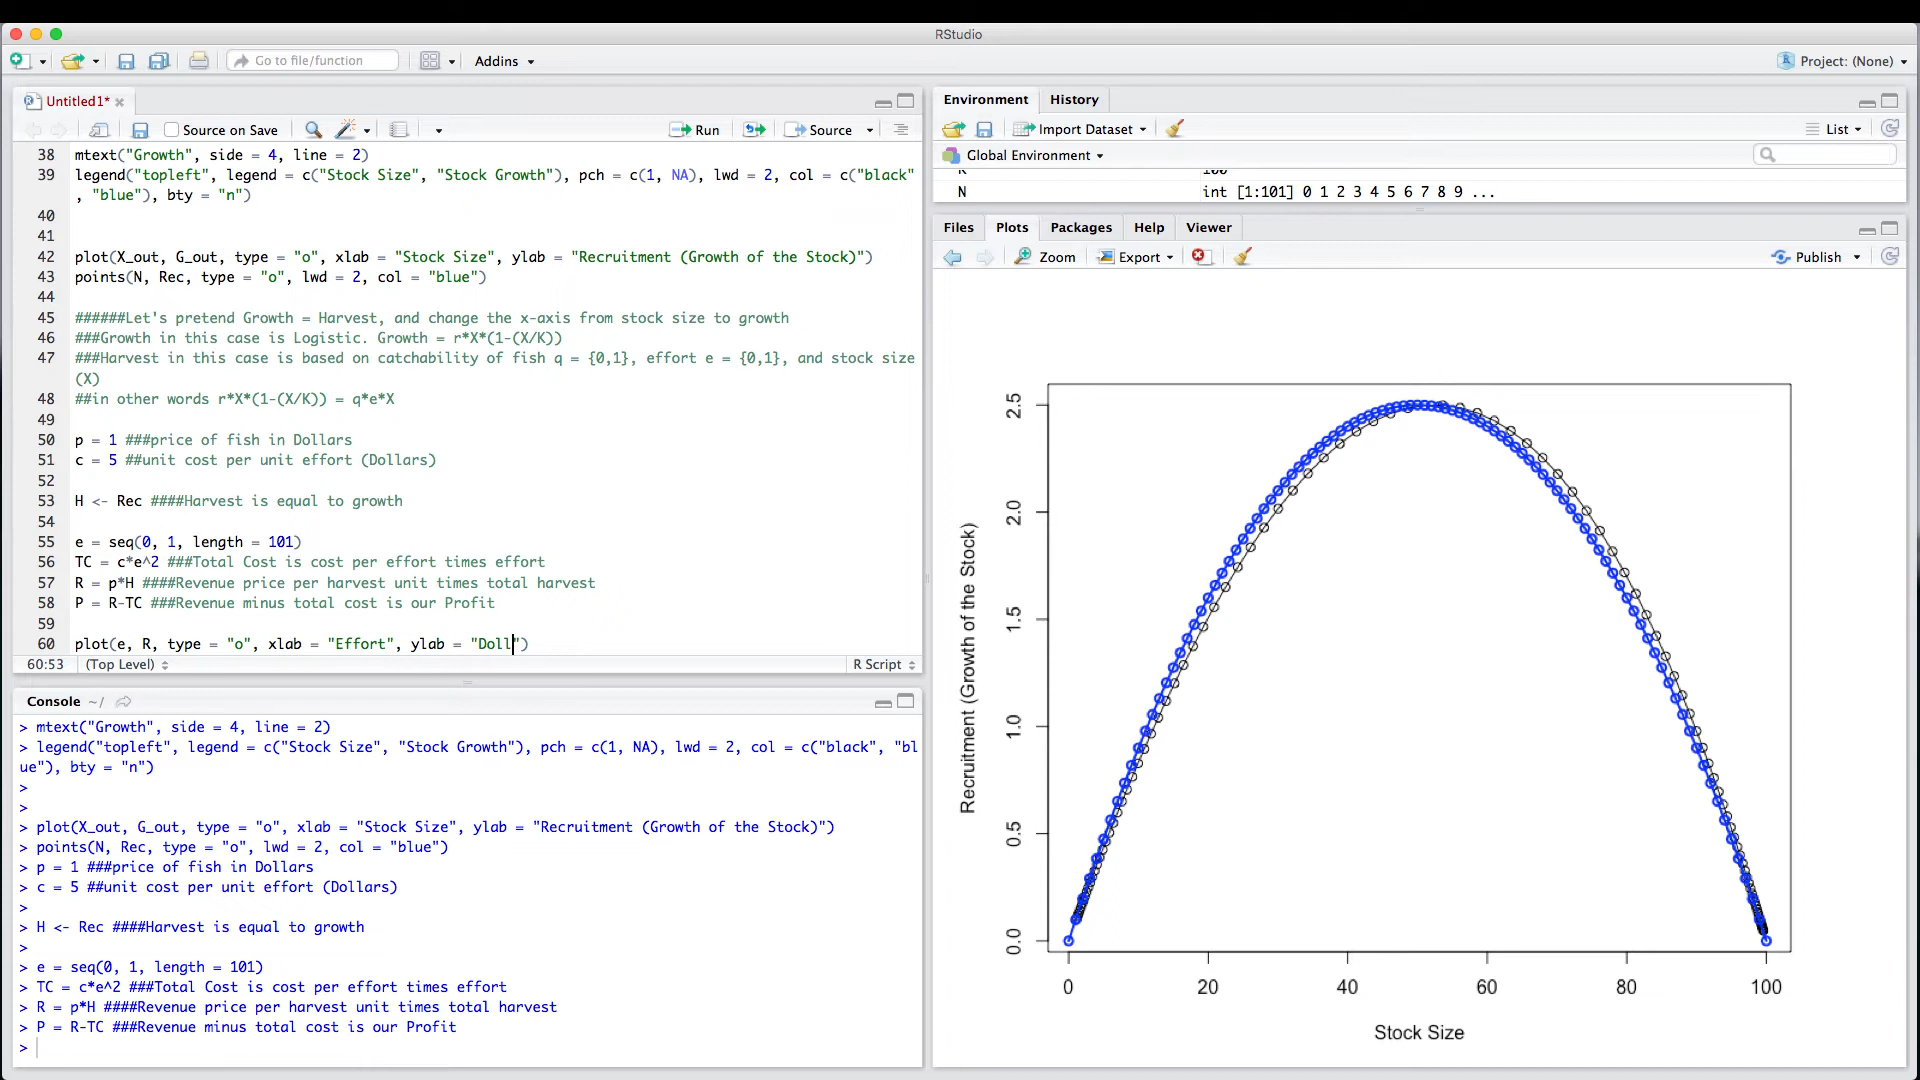 RStudio
Go to file/function
Addins
Project: (None)
Untitled1*
Source on Save
Run
Source
38 mtext("Growth", side = 4, line = 2)
39 legend("topleft", legend = c("Stock Size", "Stock Growth"), pch = c(1, NA), lwd = 2, col = c("black"
, "blue"), bty = "n")
40
41
42 plot(X_out, G_out, type = "o", xlab = "Stock Size", ylab = "Recruitment (Growth of the Stock)")
43 points(N, Rec, type = "o", lwd = 2, col = "blue")
44
45 ######Let's pretend Growth = Harvest, and change the x-axis from stock size to growth
46 ###Growth in this case is Logistic. Growth = r*X*(1-(X/K))
47 ###Harvest in this case is based on catchability of fish q = {0,1}, effort e = {0,1}, and stock size
(X)
48 ##in other words r*X*(1-(X/K)) = q*e*X
49
50 p = 1 ###price of fish in Dollars
51 c = 5 ##unit cost per unit effort (Dollars)
52
53 H <- Rec ####Harvest is equal to growth
54
55 e = seq(0, 1, length = 101)
56 TC = c*e^2 ###Total Cost is cost per effort times effort
57 R = p*H ####Revenue price per harvest unit times total harvest
58 P = R-TC ###Revenue minus total cost is our Profit
59
60 plot(e, R, type = "o", xlab = "Effort", ylab = "Doll")
60:53
(Top Level)
R Script
Console ~/
> mtext("Growth", side = 4, line = 2)
> legend("topleft", legend = c("Stock Size", "Stock Growth"), pch = c(1, NA), lwd = 2, col = c("black", "bl
ue"), bty = "n")
>
>
> plot(X_out, G_out, type = "o", xlab = "Stock Size", ylab = "Recruitment (Growth of the Stock)")
> points(N, Rec, type = "o", lwd = 2, col = "blue")
> p = 1 ###price of fish in Dollars
> c = 5 ##unit cost per unit effort (Dollars)
>
> H <- Rec ####Harvest is equal to growth
>
> e = seq(0, 1, length = 101)
> TC = c*e^2 ###Total Cost is cost per effort times effort
> R = p*H ####Revenue price per harvest unit times total harvest
> P = R-TC ###Revenue minus total cost is our Profit
>
Environment
History
Import Dataset
List
Global Environment
N int [1:101] 0 1 2 3 4 5 6 7 8 9 ...
Files
Plots
Packages
Help
Viewer
Zoom
Export
Publish
Recruitment (Growth of the Stock)
2.5
2.0
1.5
1.0
0.5
0.0
0 20 40 60 80 100
Stock Size